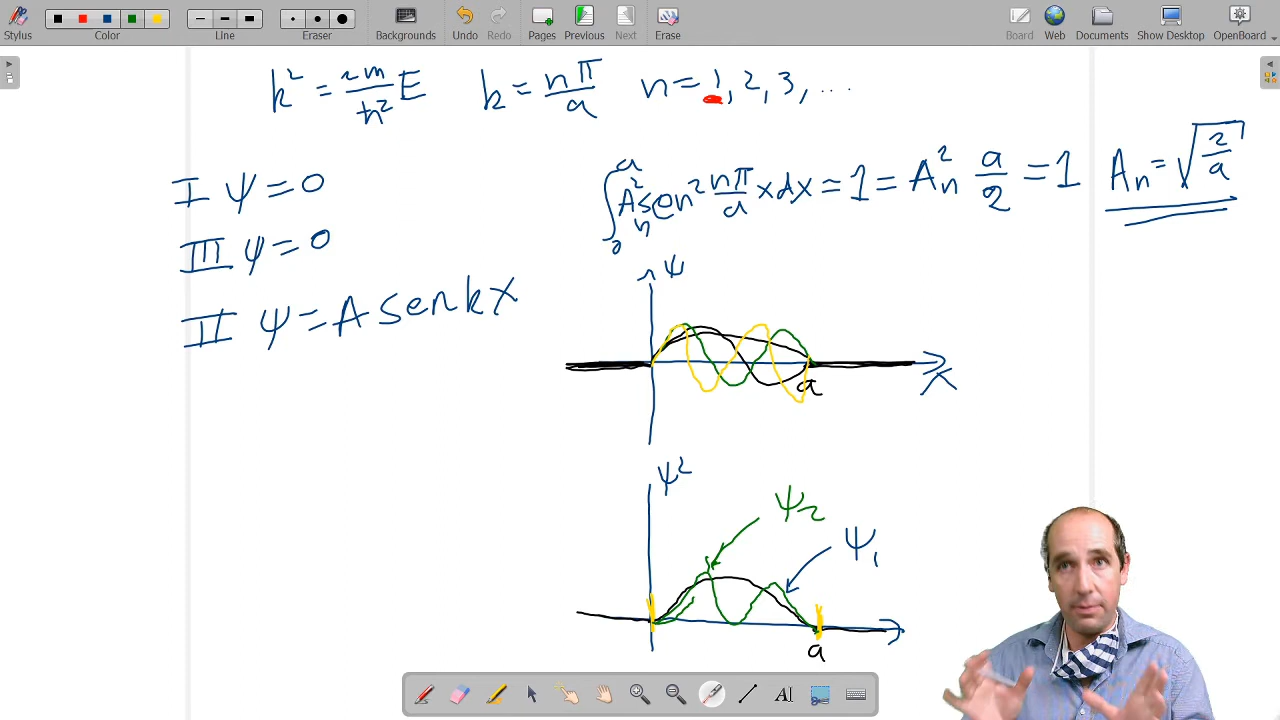 Stylus Color Line Eraser Backgrounds Undo Redo Pages Previous Next Erase Board Web Documents Show Desktop OpenBoard
k² = 2m/ħ² E k = nπ/a n = 1, 2, 3, ...
I ψ = 0
III ψ = 0
II ψ = A sen k x
∫₀ᵃ Aₙ² sen² nπ/a x dx = 1 = Aₙ² a/2 = 1 Aₙ = √(2/a)
ψ
a
x
ψ²
ψ₂
ψ₁
a
A